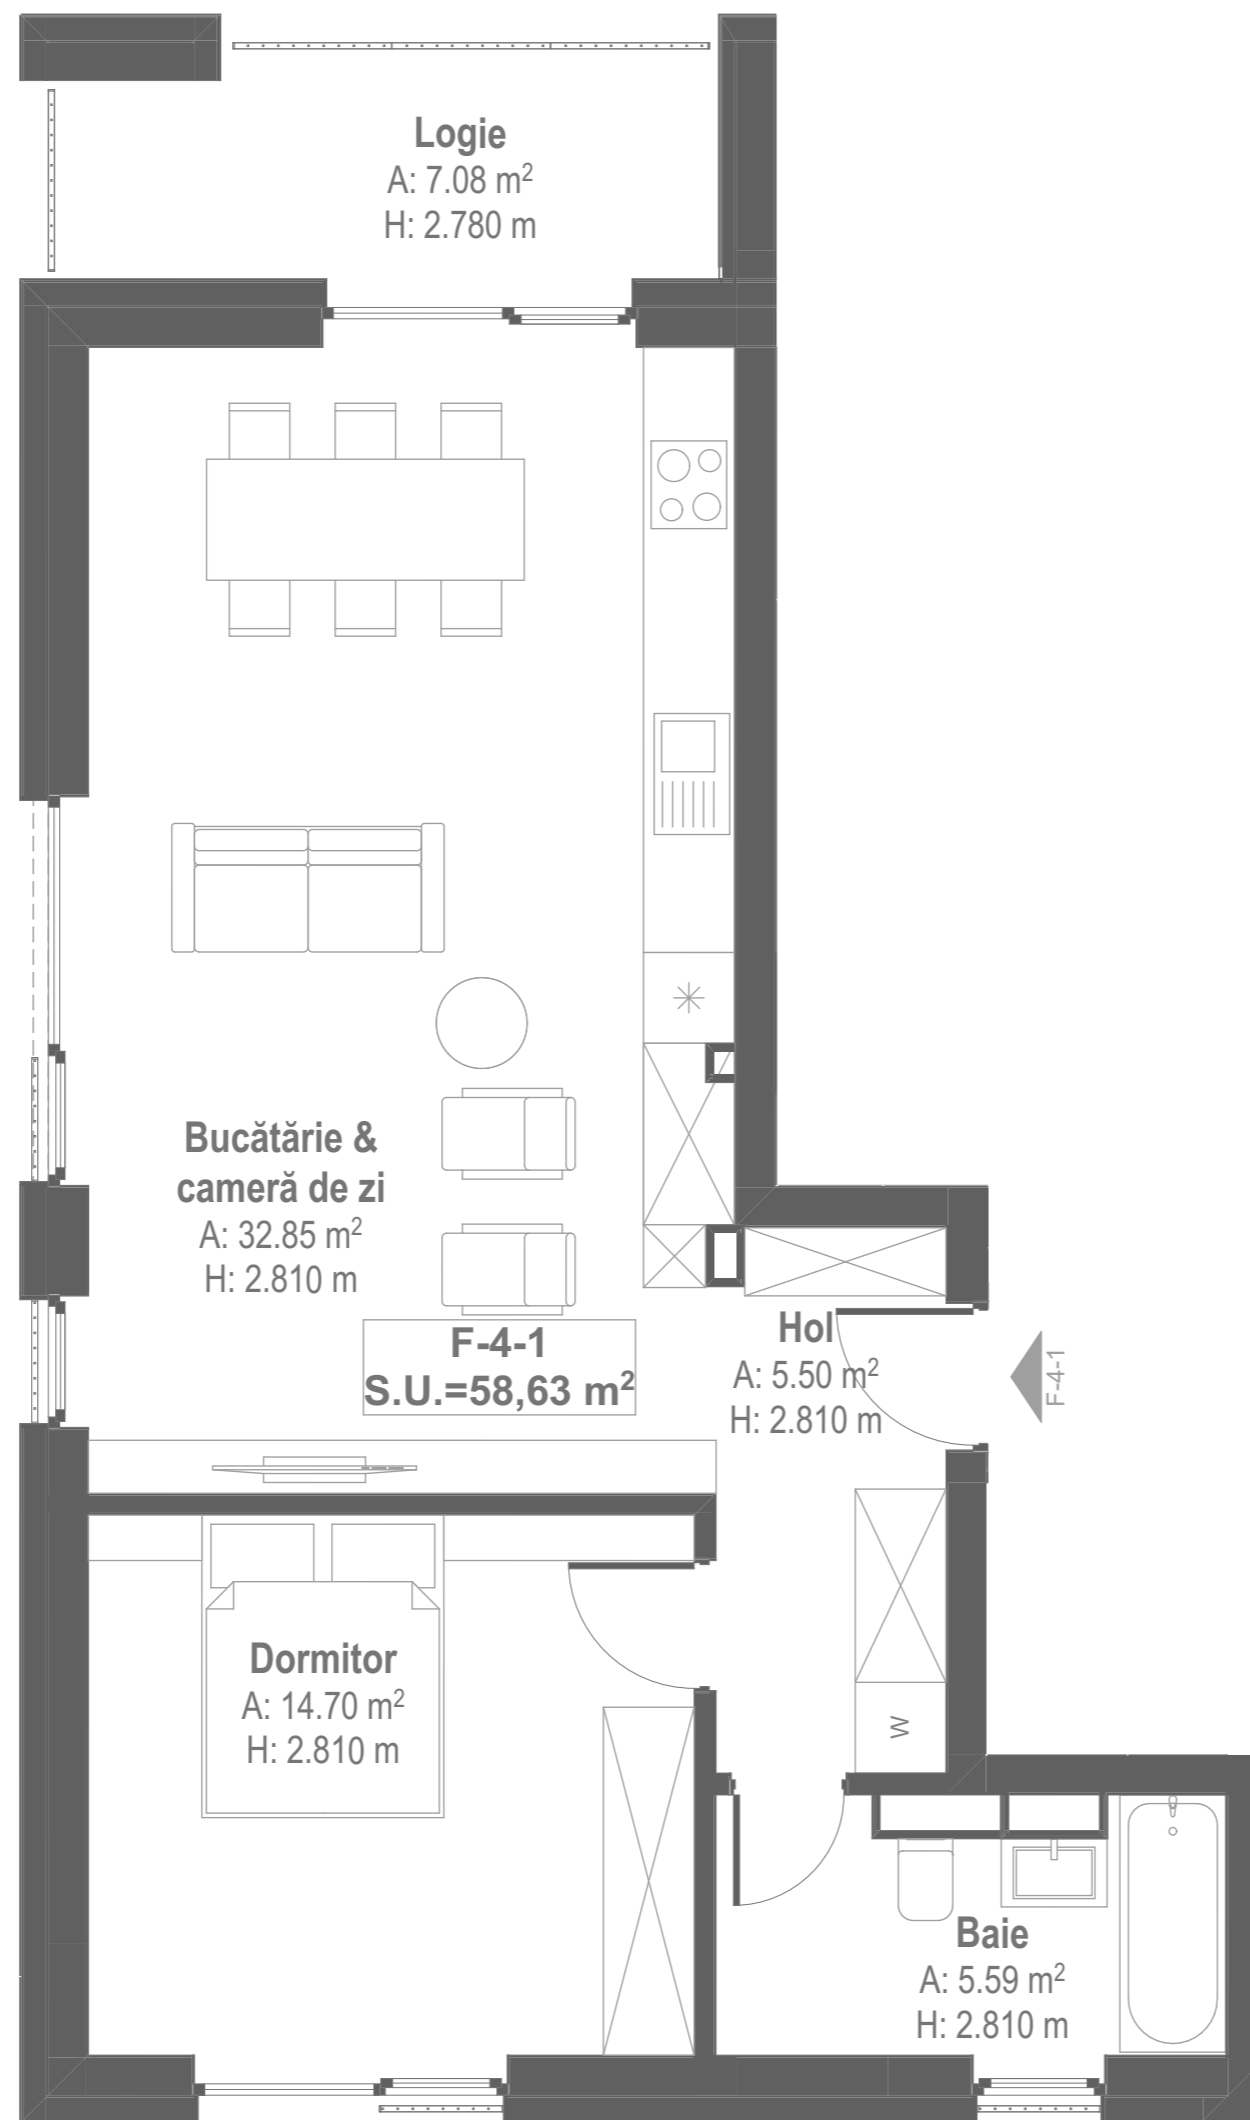 Logie
A: 7.08 m²
H: 2.780 m
Bucătărie &
cameră de zi
A: 32.85 m²
H: 2.810 m
F-4-1
S.U.=58,63 m²
Hol
A: 5.50 m²
H: 2.810 m
F-4-1
Dormitor
A: 14.70 m²
H: 2.810 m
W
Baie
A: 5.59 m²
H: 2.810 m